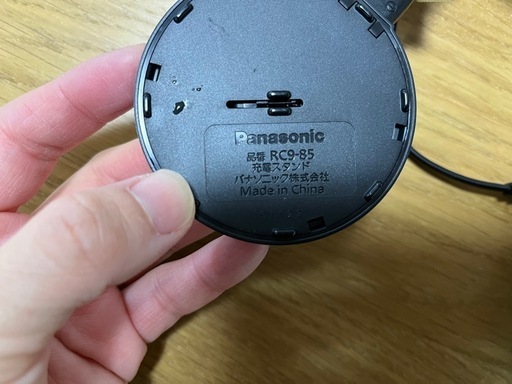 Panasonic
品番 RC9-85
充電スタンド
パナソニック株式会社
Made in China